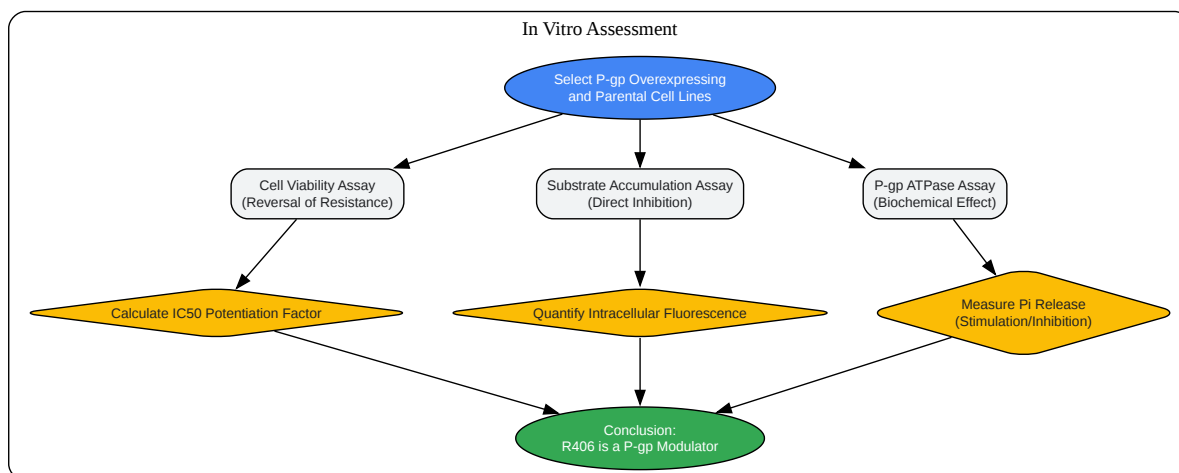 In Vitro Assessment
Select P-gp Overexpressing
and Parental Cell Lines
Cell Viability Assay
(Reversal of Resistance)
Substrate Accumulation Assay
(Direct Inhibition)
P-gp ATPase Assay
(Biochemical Effect)
Calculate IC50 Potentiation Factor
Quantify Intracellular Fluorescence
Measure Pi Release
(Stimulation/Inhibition)
Conclusion:
R406 is a P-gp Modulator